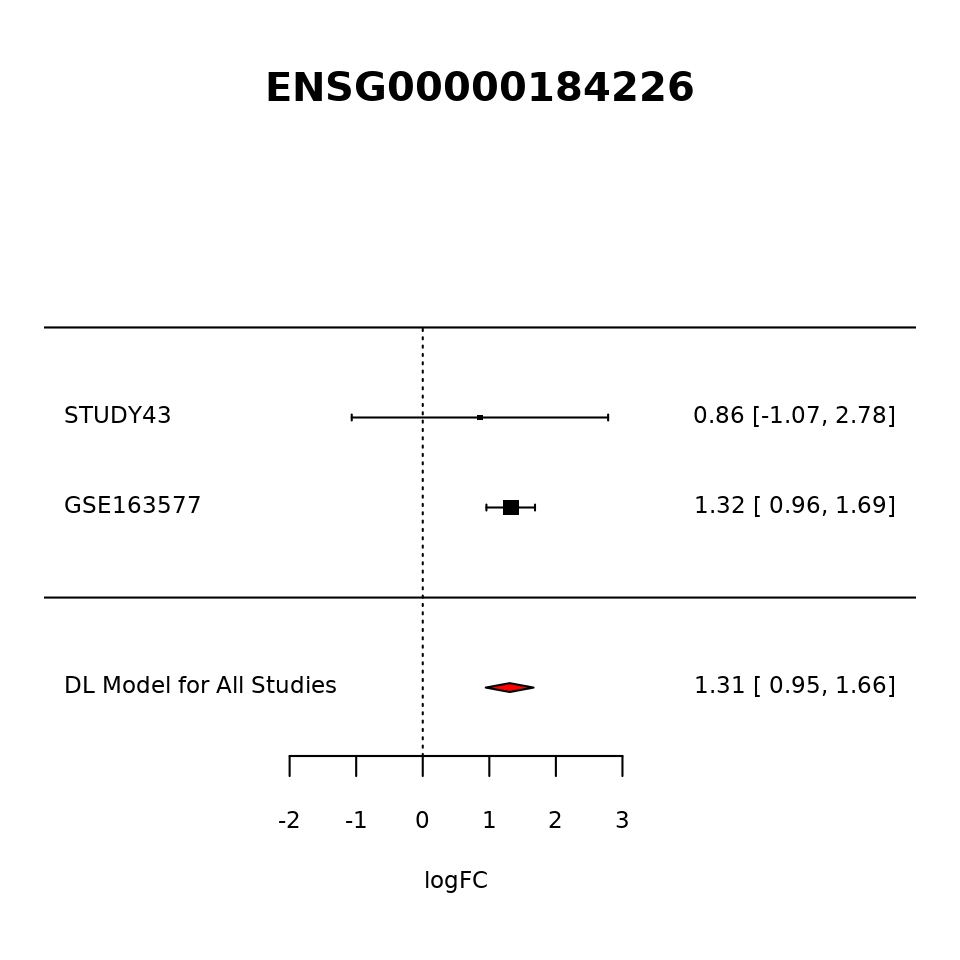 ENSG00000184226
STUDY43 0.86 [-1.07, 2.78]
GSE163577 1.32 [ 0.96, 1.69]
DL Model for All Studies 1.31 [ 0.95, 1.66]
-2 -1 0 1 2 3
logFC